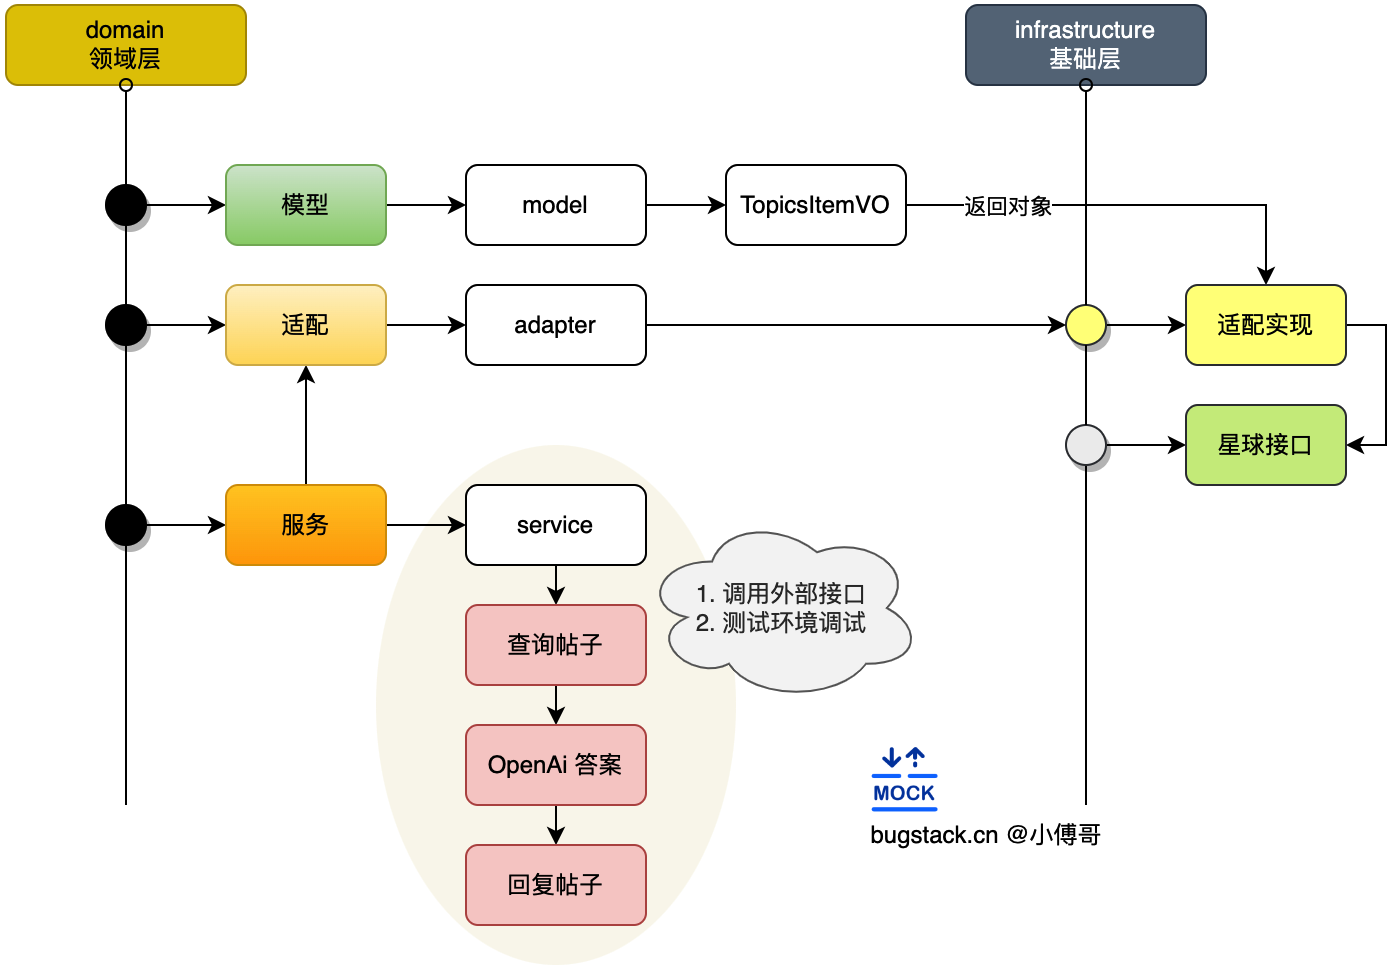 domain
领域层
infrastructure
基础层
模型
model
TopicsItemVO
返回对象
适配
adapter
适配实现
星球接口
服务
service
1. 调用外部接口
2. 测试环境调试
查询帖子
OpenAi 答案
回复帖子
MOCK
bugstack.cn @小傅哥